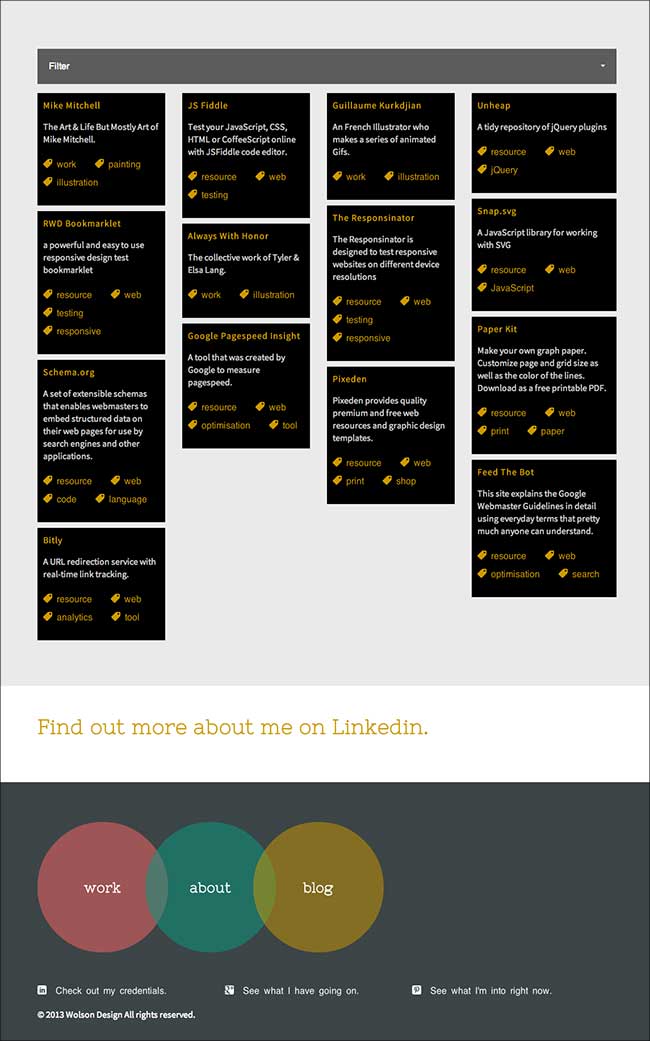 Filter
Mike Mitchell
The Art & Life But Mostly Art of
Mike Mitchell.
work painting
illustration
RWD Bookmarklet
a powerful and easy to use
responsive design test
bookmarklet
resource web
testing
responsive
Schema.org
A set of extensible schemas
that enables webmasters to
embed structured data on
their web pages for use by
search engines and other
applications.
resource web
code language
Bitly
A URL redirection service with
real-time link tracking.
resource web
analytics tool
JS Fiddle
Test your JavaScript, CSS,
HTML or CoffeeScript online
with JSFiddle code editor.
resource web
testing
Always With Honor
The collective work of Tyler &
Elsa Lang.
work illustration
Google Pagespeed Insight
A tool that was created by
Google to measure
pagespeed.
resource web
optimisation tool
Guillaume Kurkdjian
An French Illustrator who
makes a series of animated
Gifs.
work illustration
The Responsinator
The Responsinator is
designed to test responsive
websites on different device
resolutions
resource web
testing
responsive
Pixeden
Pixeden provides quality
premium and free web
resources and graphic design
templates.
resource web
print shop
Unheap
A tidy repository of jQuery plugins
resource web
jQuery
Snap.svg
A JavaScript library for working
with SVG
resource web
JavaScript
Paper Kit
Make your own graph paper.
Customize page and grid size as
well as the color of the lines.
Download as a free printable PDF.
resource web
print paper
Feed The Bot
This site explains the Google
Webmaster Guidelines in detail
using everyday terms that pretty
much anyone can understand.
resource web
optimisation search
Find out more about me on Linkedin.
work about blog
Check out my credentials. See what I have going on. See what I'm into right now.
© 2013 Wolson Design All rights reserved.